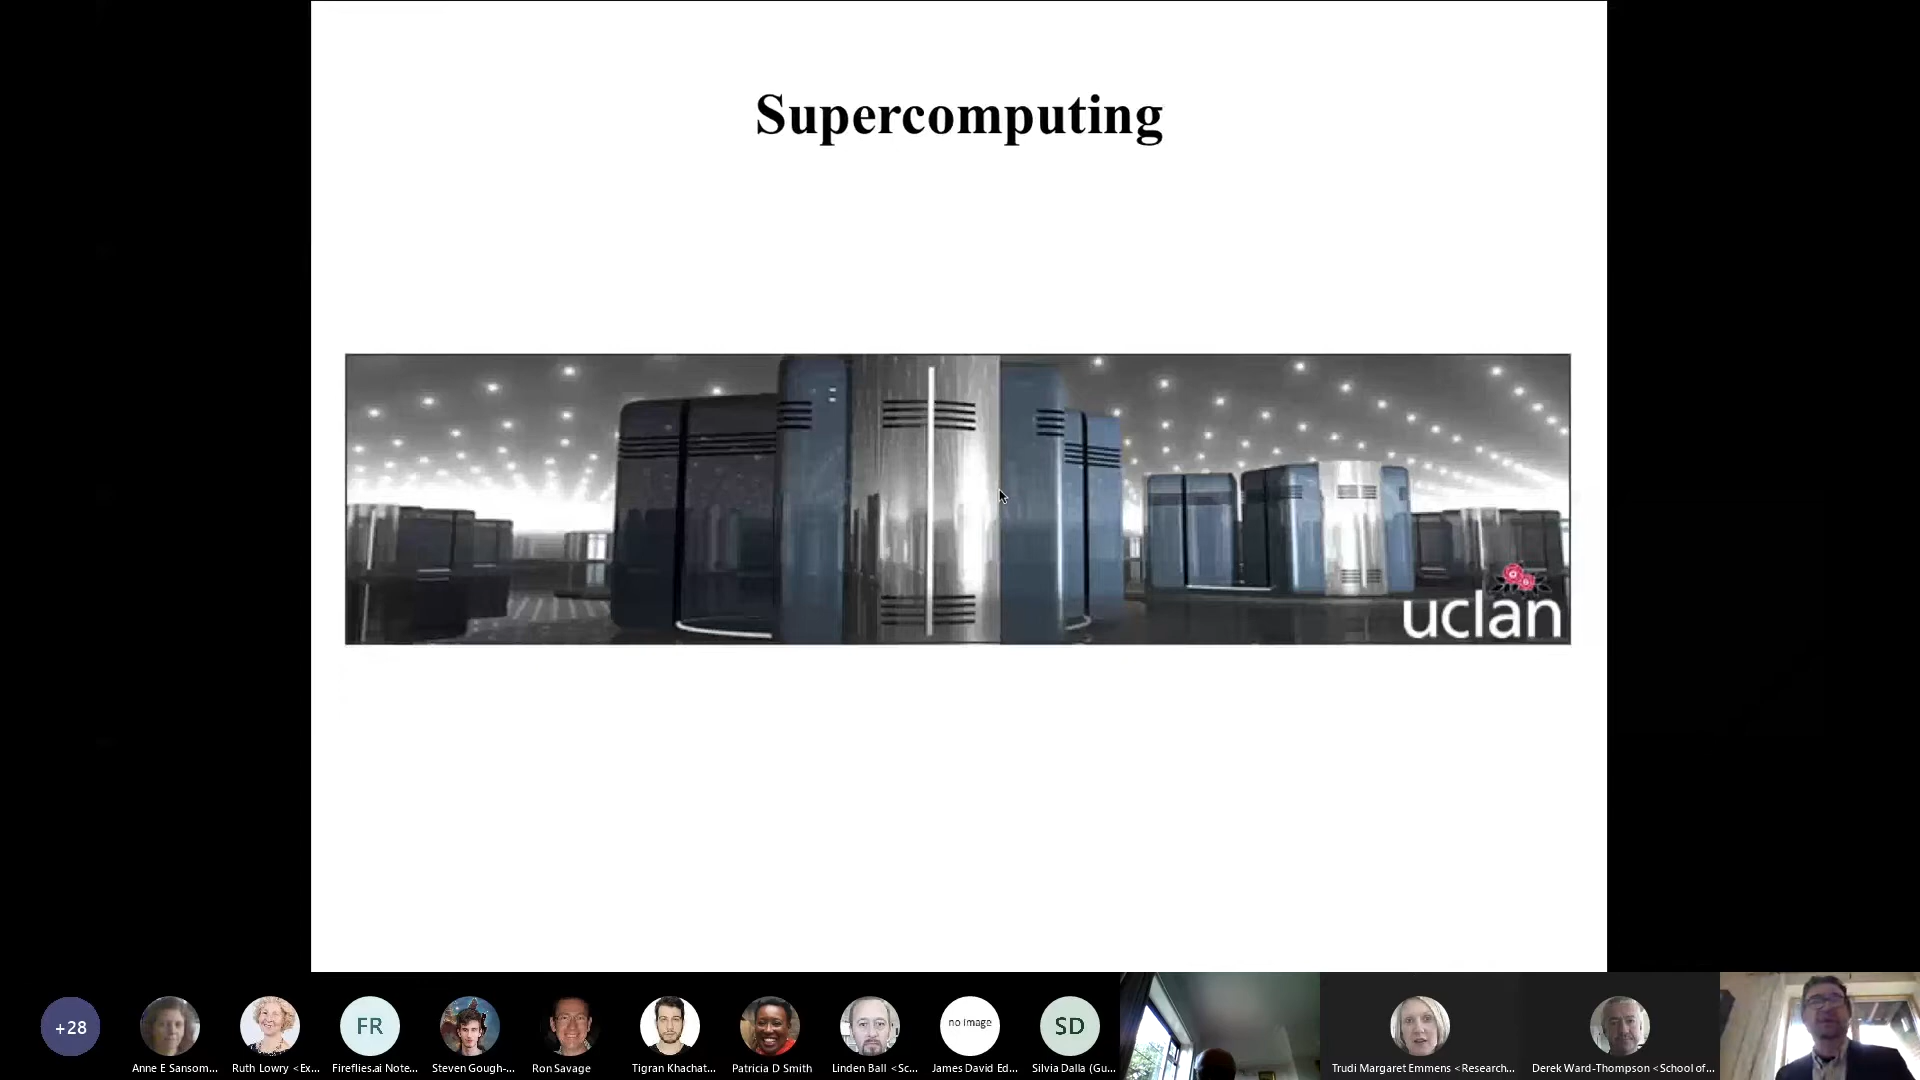 Supercomputing
uclan
+28
Anne E Sansom...
Ruth Lowry <Ex...
FR
Fireflies.ai Note...
Steven Gough-...
Ron Savage
Tigran Khachat...
Patricia D Smith
Linden Ball <Sc...
no image
James David Ed...
SD
Silvia Dalla (Gu...
Trudi Margaret Emmens <Research...
Derek Ward-Thompson <School of...